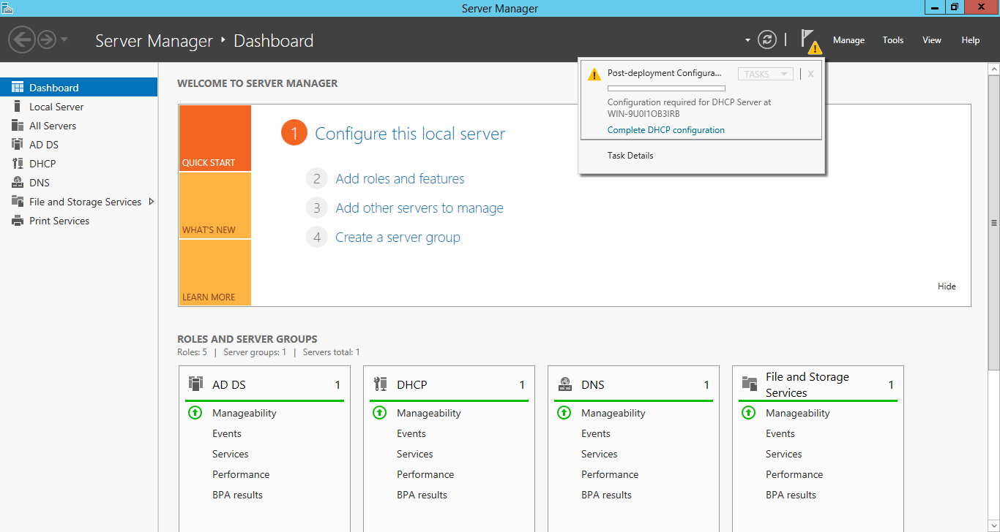 Server Manager
Server Manager ‣ Dashboard
Manage
Tools
View
Help
Post-deployment Configura...
TASKS
X
Configuration required for DHCP Server at
WIN-9U0I1OB3IRB
Complete DHCP configuration
Task Details
Dashboard
Local Server
All Servers
AD DS
DHCP
DNS
File and Storage Services
Print Services
WELCOME TO SERVER MANAGER
QUICK START
WHAT'S NEW
LEARN MORE
1 Configure this local server
2 Add roles and features
3 Add other servers to manage
4 Create a server group
Hide
ROLES AND SERVER GROUPS
Roles: 5 | Server groups: 1 | Servers total: 1
AD DS 1
Manageability
Events
Services
Performance
BPA results
DHCP 1
Manageability
Events
Services
Performance
BPA results
DNS 1
Manageability
Events
Services
Performance
BPA results
File and Storage
Services 1
Manageability
Events
Services
Performance
BPA results